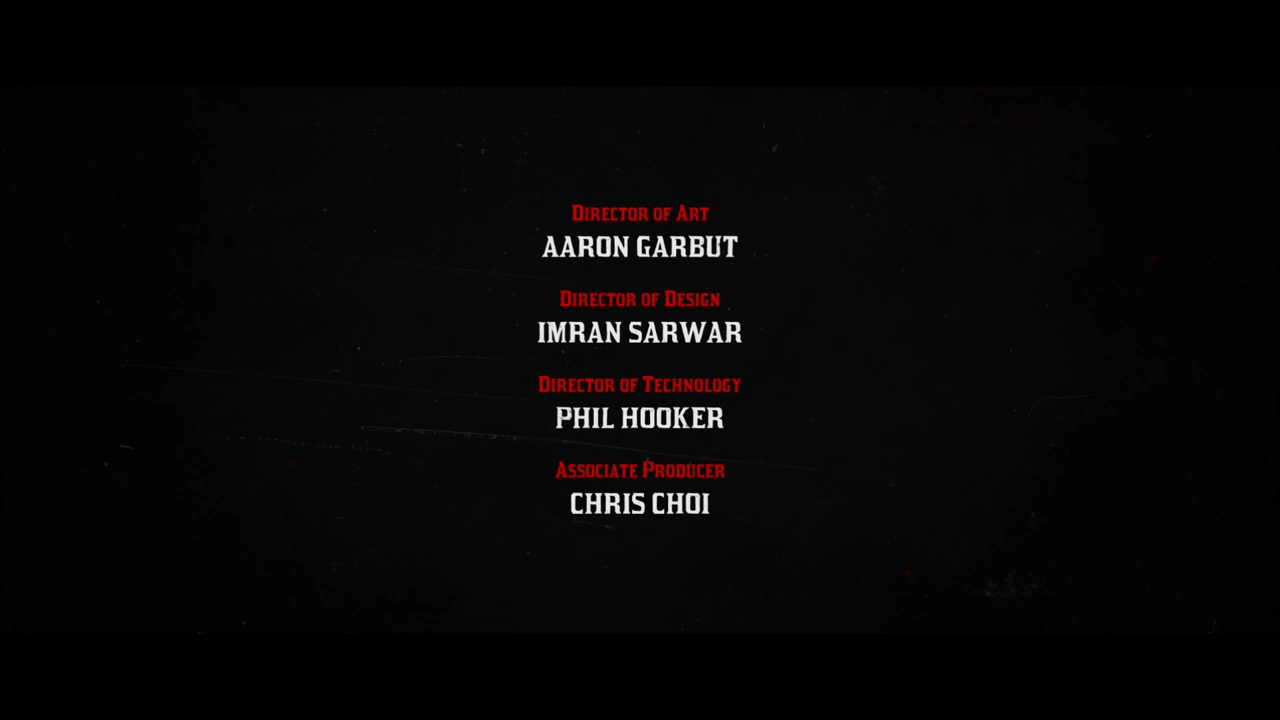 Director of Art
AARON GARBUT
Director of Design
IMRAN SARWAR
Director of Technology
PHIL HOOKER
Associate Producer
CHRIS CHOI